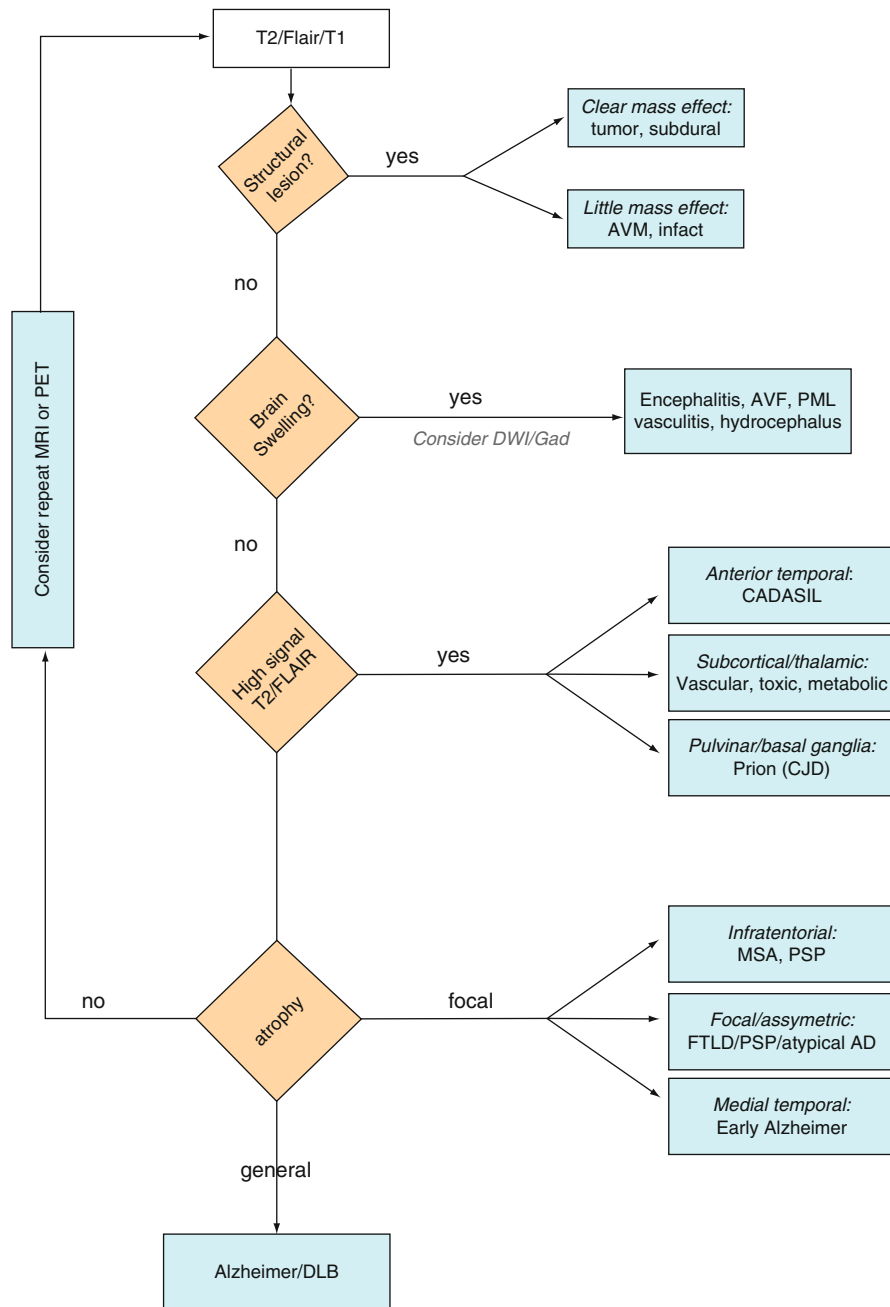 T2/Flair/T1
Structural
lesion?
yes
Clear mass effect:
tumor, subdural
Little mass effect:
AVM, infact
no
Consider repeat MRI or PET
Brain
Swelling?
yes
Consider DWI/Gad
Encephalitis, AVF, PML
vasculitis, hydrocephalus
no
High signal
T2/FLAIR
yes
Anterior temporal:
CADASIL
Subcortical/thalamic:
Vascular, toxic, metabolic
Pulvinar/basal ganglia:
Prion (CJD)
no
atrophy
focal
Infratentorial:
MSA, PSP
Focal/assymetric:
FTLD/PSP/atypical AD
Medial temporal:
Early Alzheimer
general
Alzheimer/DLB